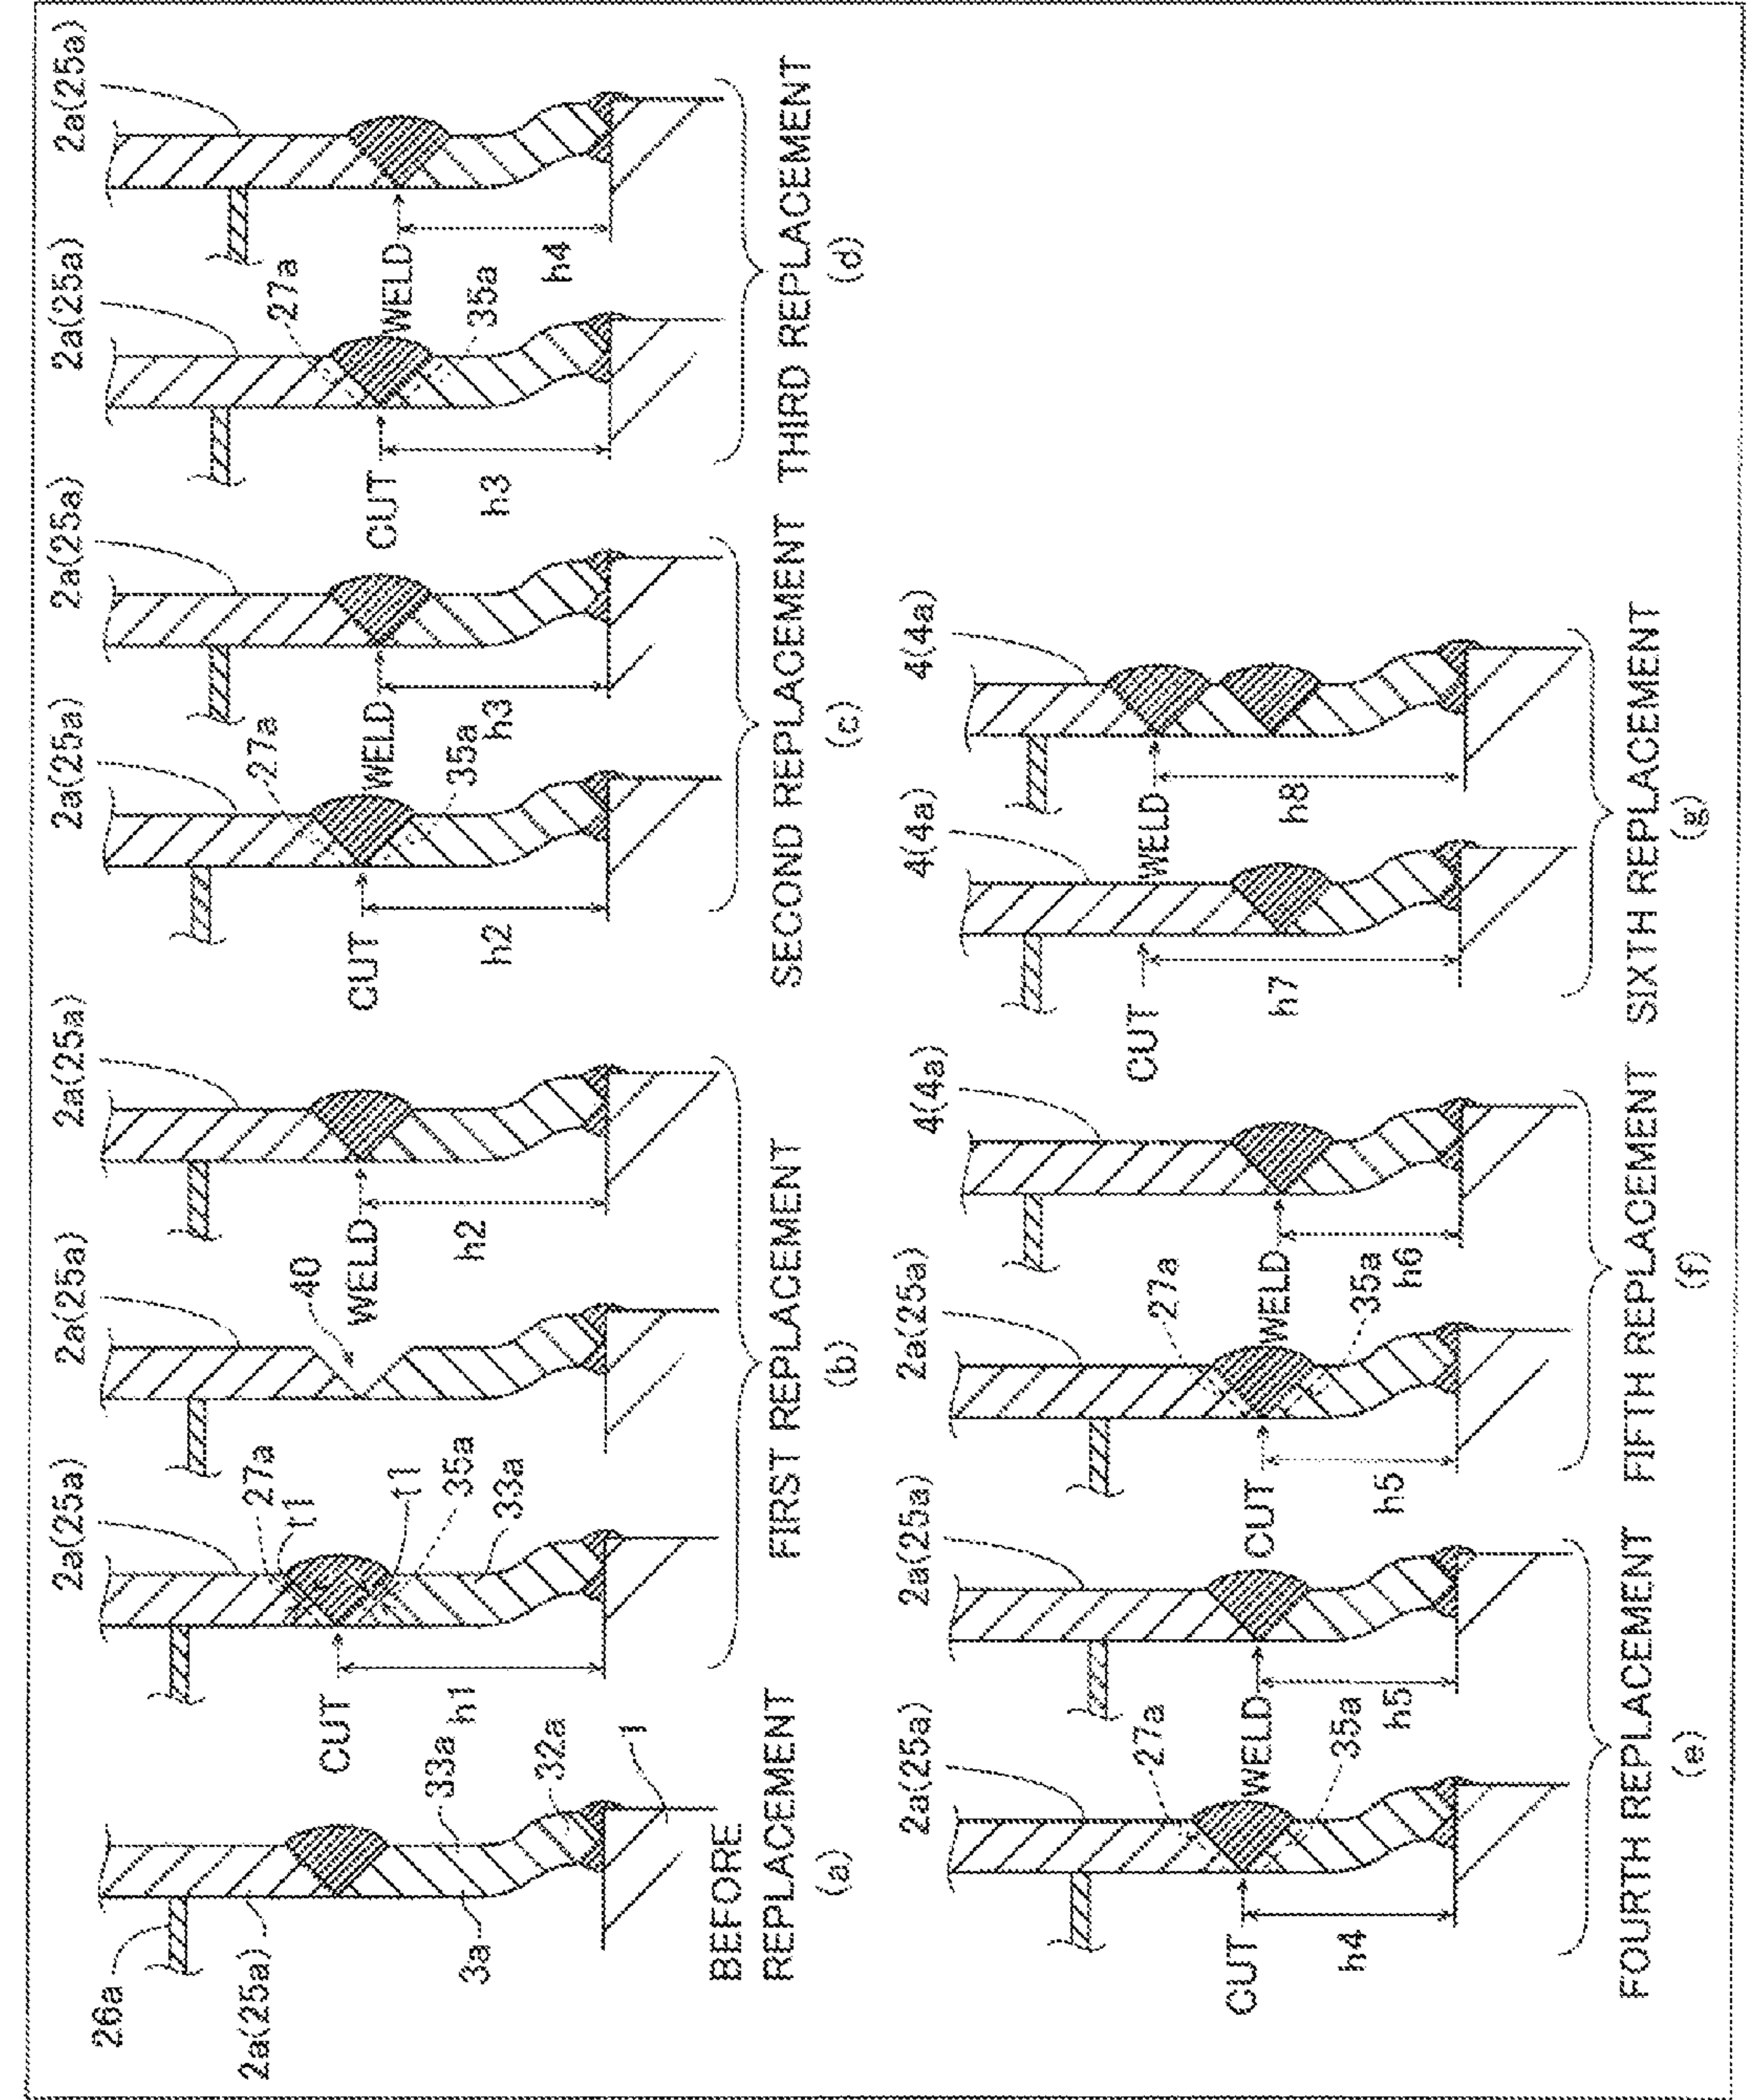 26a
2a(25a)
3a
33a
32a
1
BEFORE
REPLACEMENT
(a)
2a(25a)
27a
11
11
35a
33a
CUT
h1
2a(25a)
40
2a(25a)
WELD
h2
FIRST REPLACEMENT
(b)
2a(25a)
27a
35a
CUT
h2
2a(25a)
WELD
h3
SECOND REPLACEMENT
(c)
2a(25a)
27a
35a
CUT
h3
2a(25a)
WELD
h4
THIRD REPLACEMENT
(d)
2a(25a)
27a
35a
CUT
h4
2a(25a)
WELD
h5
FOURTH REPLACEMENT
(e)
2a(25a)
27a
35a
CUT
h5
4(4a)
WELD
h6
FIFTH REPLACEMENT
(f)
4(4a)
CUT
h7
4(4a)
WELD
h8
SIXTH REPLACEMENT
(g)